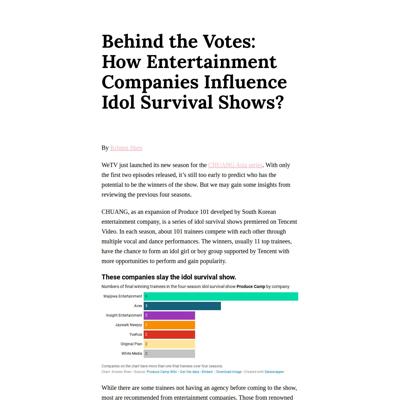 Behind the Votes:
How Entertainment
Companies Influence
Idol Survival Shows?
By Kristen Shen
WeTV just launched its new season for the CHUANG Asia series. With only
the first two episodes released, it’s still too early to predict who has the
potential to be the winners of the show. But we may gain some insights from
reviewing the previous four seasons.
CHUANG, as an expansion of Produce 101 develped by South Korean
entertainment company, is a series of idol survival shows premiered on Tencent
Video. In each season, about 101 trainees compete with each other through
multiple vocal and dance performances. The winners, usually 11 top trainees,
have the chance to form an idol girl or boy group supported by Tencent with
more opportunities to perform and gain popularity.
These companies slay the idol survival show.
Numbers of final winning trainees in the four-season idol survival show Produce Camp by company.
Wajijiwa Entertainment
Acee
Insight Entertainment
Jaywalk Newjoy
YueHua
Original Plan
White Media
Companies on the chart have more than one final trainees over four seasons.
Chart: Kristen Shen • Source: Produce Camp Wiki • Get the data • Embed • Download image • Created with Datawrapper
While there are some trainees not having an agency before coming to the show,
most are recommended from entertainment companies. Those from renowned